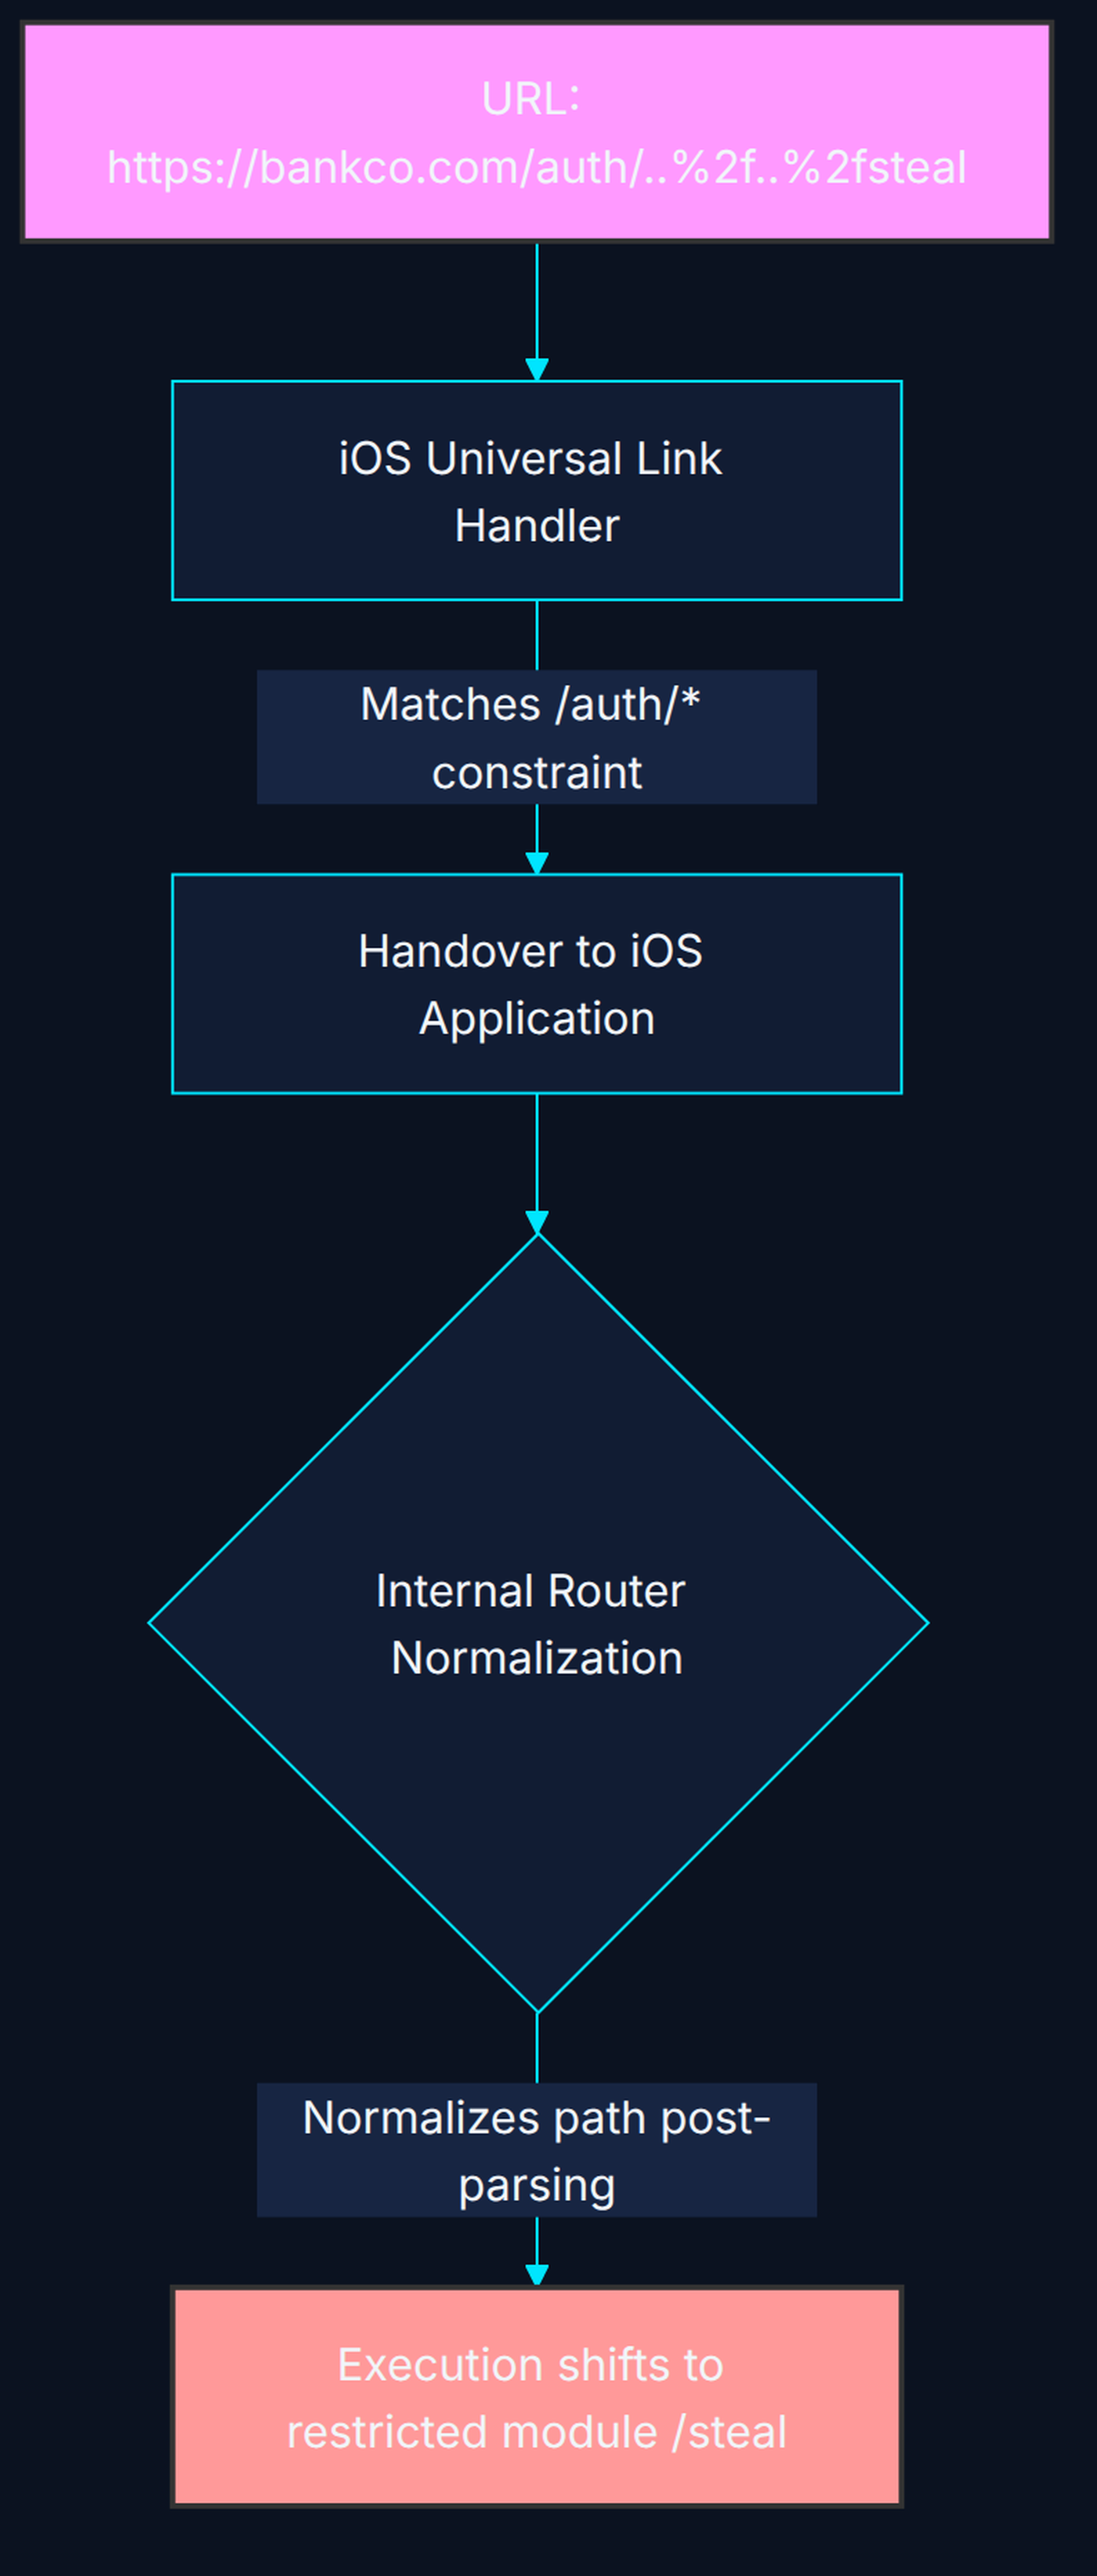 URL:
https://bankco.com/auth/..%2f..%2fsteal
iOS Universal Link
Handler
Matches /auth/*
constraint
Handover to iOS
Application
Internal Router
Normalization
Normalizes path post-
parsing
Execution shifts to
restricted module /steal